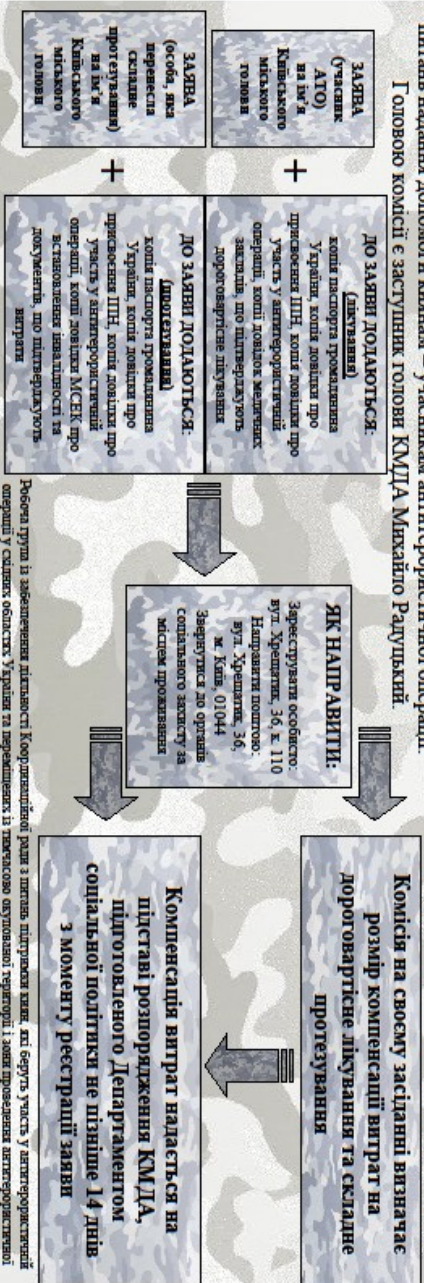 питань надання допомоги киянам – учасникам антитерористичної операції.
Головою комісії є заступник голови КМДА Михайло Радуцький.
ЗАЯВА
(учасник
АТО)
на ім'я
Київського
міського
голови
+
ДО ЗАЯВИ ДОДАЮТЬСЯ:
(лікування)
копія паспорта громадянина
України, копія довідки про
присвоєння ІПН, копія довідки про
участь у антитерористичній
операції, копії довідок медичних
закладів, що підтверджують
дороговартісне лікування
ЗАЯВА
(особа, яка
перенесла
складне
протезування)
на ім'я
Київського
міського
голови
+
ДО ЗАЯВИ ДОДАЮТЬСЯ:
(протезування)
копія паспорта громадянина
України, копія довідки про
присвоєння ІПН, копія довідки про
участь у антитерористичній
операції, копії довідки МСЕК про
встановлення інвалідності та
документів, що підтверджують
витрати
ЯК НАПРАВИТИ:
Зареєструвати особисто:
вул. Хрещатик, 36, к. 110
Направити поштою:
вул. Хрещатик, 36,
м. Київ, 01044
Звернутися до органів
соціального захисту за
місцем проживання
Комісія на своєму засіданні визначає
розмір компенсації витрат на
дороговартісне лікування та складне
протезування
Компенсація витрат надається на
підставі розпорядження КМДА,
підготовленого Департаментом
соціальної політики не пізніше 14 днів
з моменту реєстрації заяви
Робоча група із забезпечення діяльності Координаційної ради з питань підтримки киян, які беруть участь у антитерористичній
операції у східних областях України та переміщених із тимчасово окупованої території і зони проведення антитерористичної